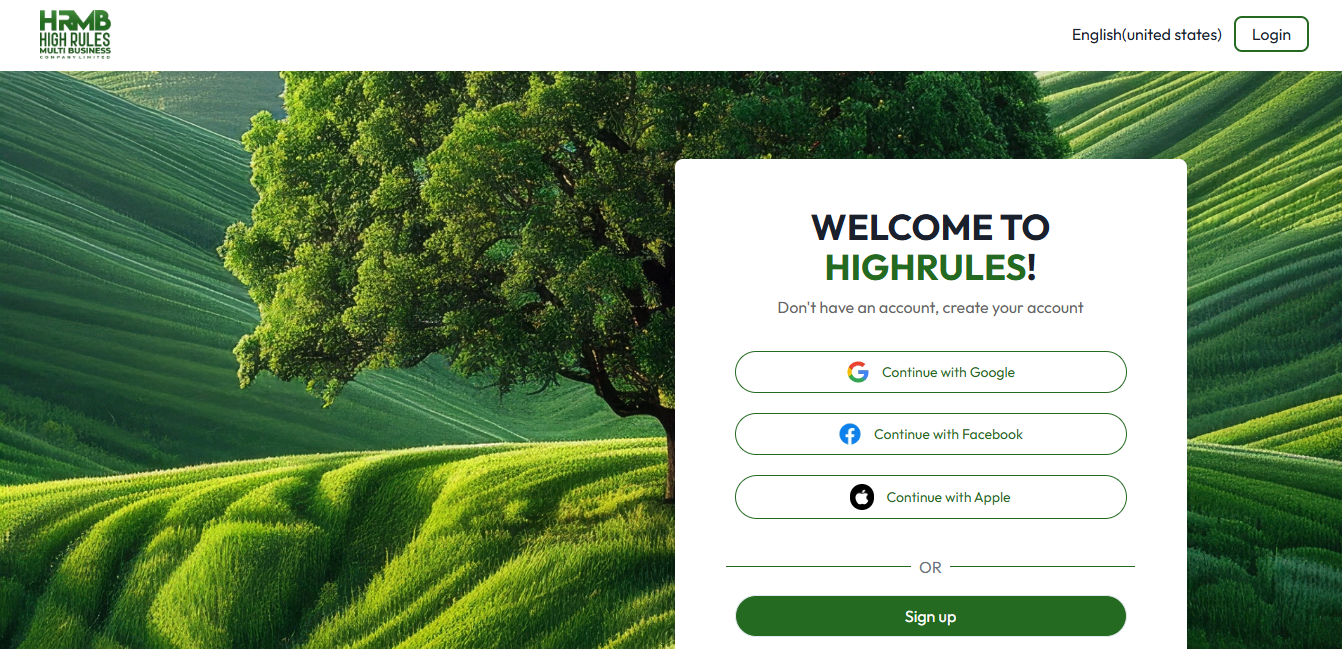 HRMB
HIGH RULES
MULTI BUSINESS
COMPANY LIMITED
English(united states)
Login
WELCOME TO
HIGHRULES!
Don't have an account, create your account
Continue with Google
Continue with Facebook
Continue with Apple
OR
Sign up